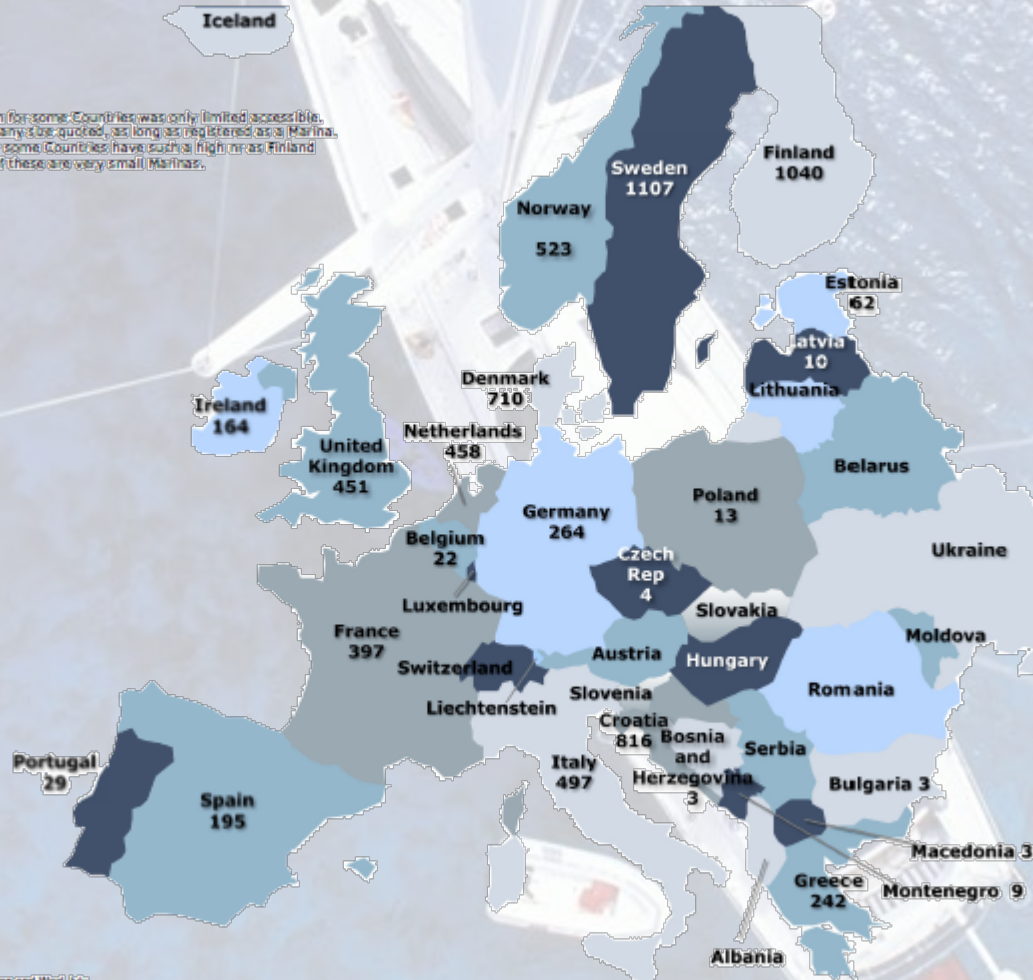 Iceland
n for some Countries was only limited accessible.
any size quoted, as long as registered as a Marina.
some Countries have such a high nr as Finland
f these are very small Marinas.
Sweden
1107
Finland
1040
Norway
523
Estonia
62
Latvia
10
Lithuania
Denmark
710
Ireland
164
Netherlands
458
United
Kingdom
451
Belarus
Poland
13
Germany
264
Belgium
22
Ukraine
Czech
Rep
4
Luxembourg
Slovakia
France
397
Moldova
Austria
Hungary
Switzerland
Romania
Slovenia
Liechtenstein
Croatia
816
Bosnia
and
Herzegovina
3
Serbia
Portugal
29
Italy
497
Bulgaria 3
Spain
195
Macedonia 3
Greece
242
Montenegro 9
Albania